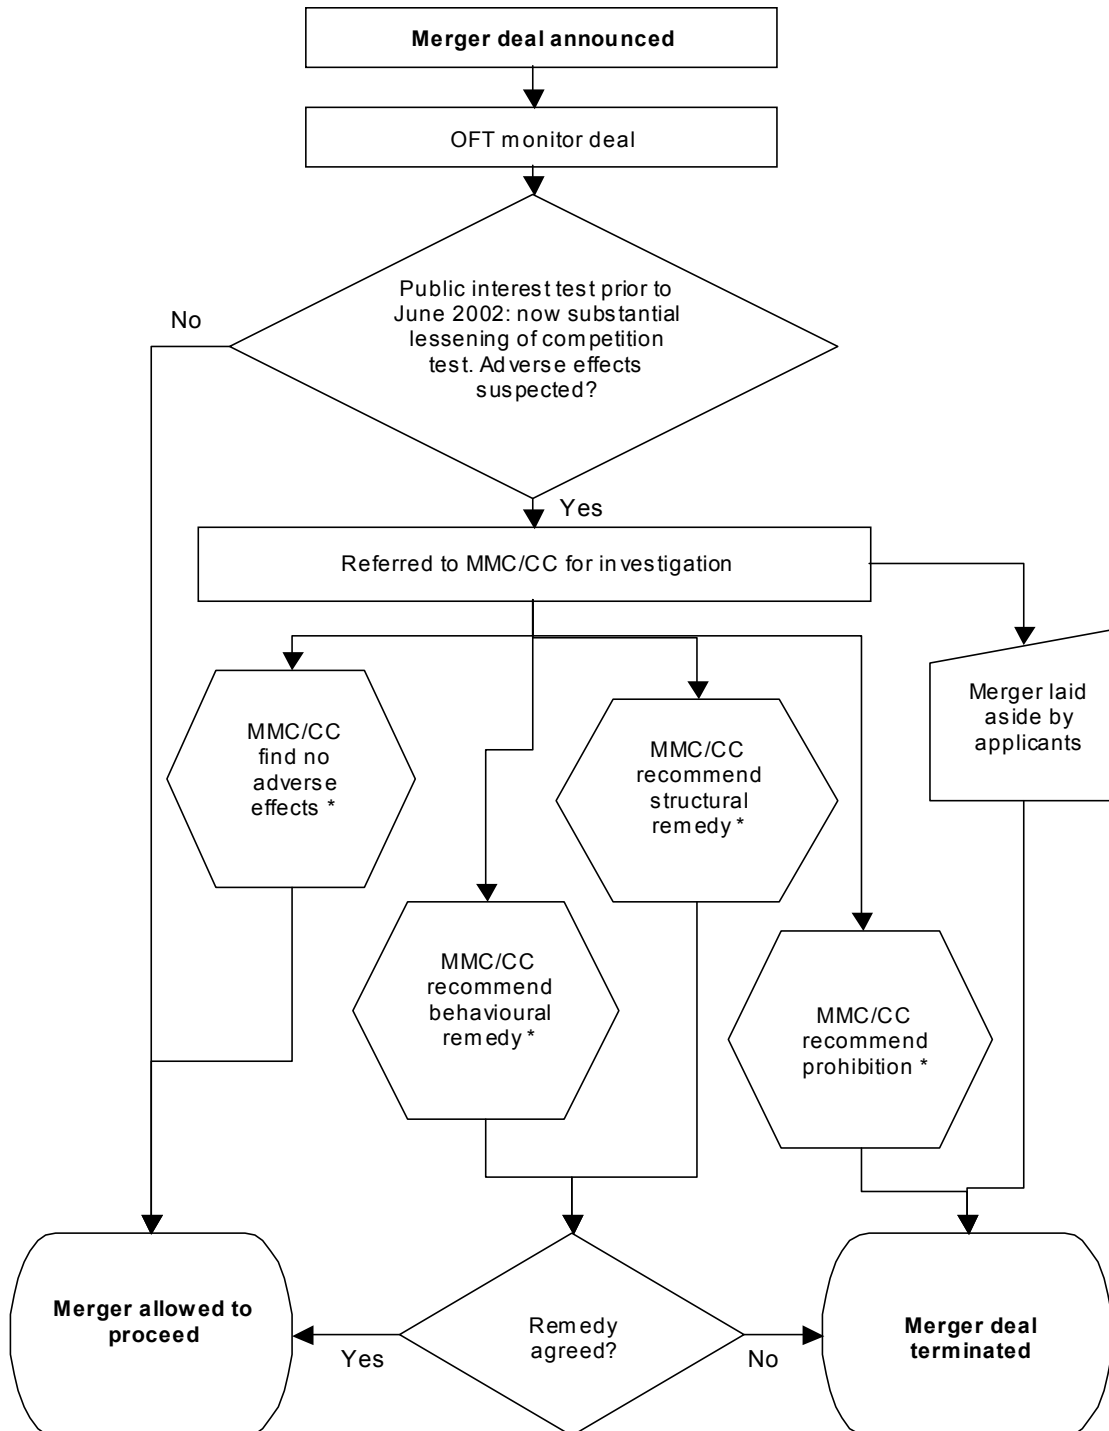 Merger deal announced
OFT monitor deal
Public interest test prior to
June 2002: now substantial
lessening of competition
test. Adverse effects
suspected?
No
Yes
Referred to MMC/CC for investigation
MMC/CC
find no
adverse
effects *
MMC/CC
recommend
structural
remedy *
Merger laid
aside by
applicants
MMC/CC
recommend
behavioural
remedy *
MMC/CC
recommend
prohibition *
Merger allowed to
proceed
Yes
Remedy
agreed?
No
Merger deal
terminated